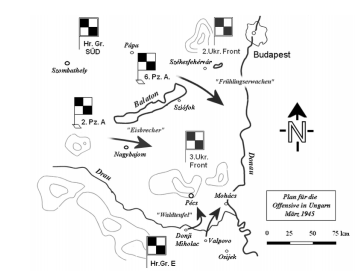 Hr. Gr.
SÜD
Pápa
2.Ukr. Front
Budapest
Szombathely
6. Pz. A.
Székesfehérvár
"Frühlingserwachen"
Balaton
Siófok
2. Pz. A
"Eisbrecher"
Nagybajom
Donau
N
3.Ukr.
Front
Drau
Pécs
Mohács
"Waldteufel"
Plan für die
Offensive in Ungarn
März 1945
Donji
Miholac
Valpovo
Osijek
0 25 50 75 km
Hr.Gr. E